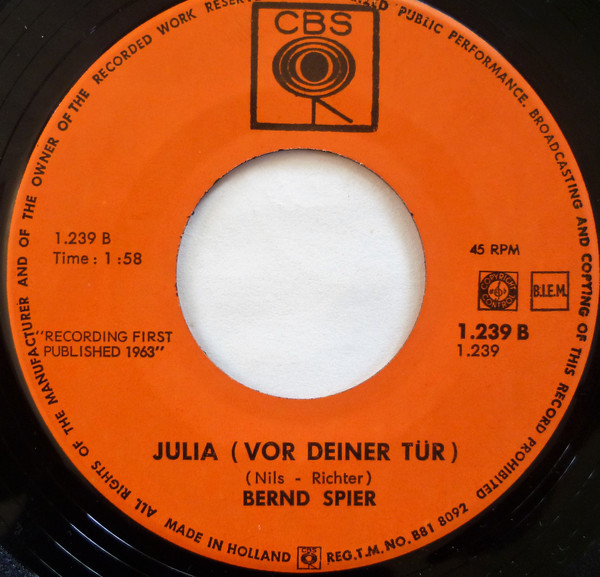 ALL RIGHTS OF THE MANUFACTURER AND OF THE OWNER OF THE RECORDED WORK RESERVED PUBLIC PERFORMANCE, BROADCASTING AND COPYING OF THIS RECORD PROHIBITED
CBS
1.239 B
Time : 1 :58
45 RPM
COPYRIGHT
CONTROL
B.I.E.M.
"RECORDING FIRST
PUBLISHED 1963"
1.239 B
1.239
JULIA (VOR DEINER TÜR)
(Nils - Richter)
BERND SPIER
MADE IN HOLLAND CBS REG.T.M.NO.B81 8092